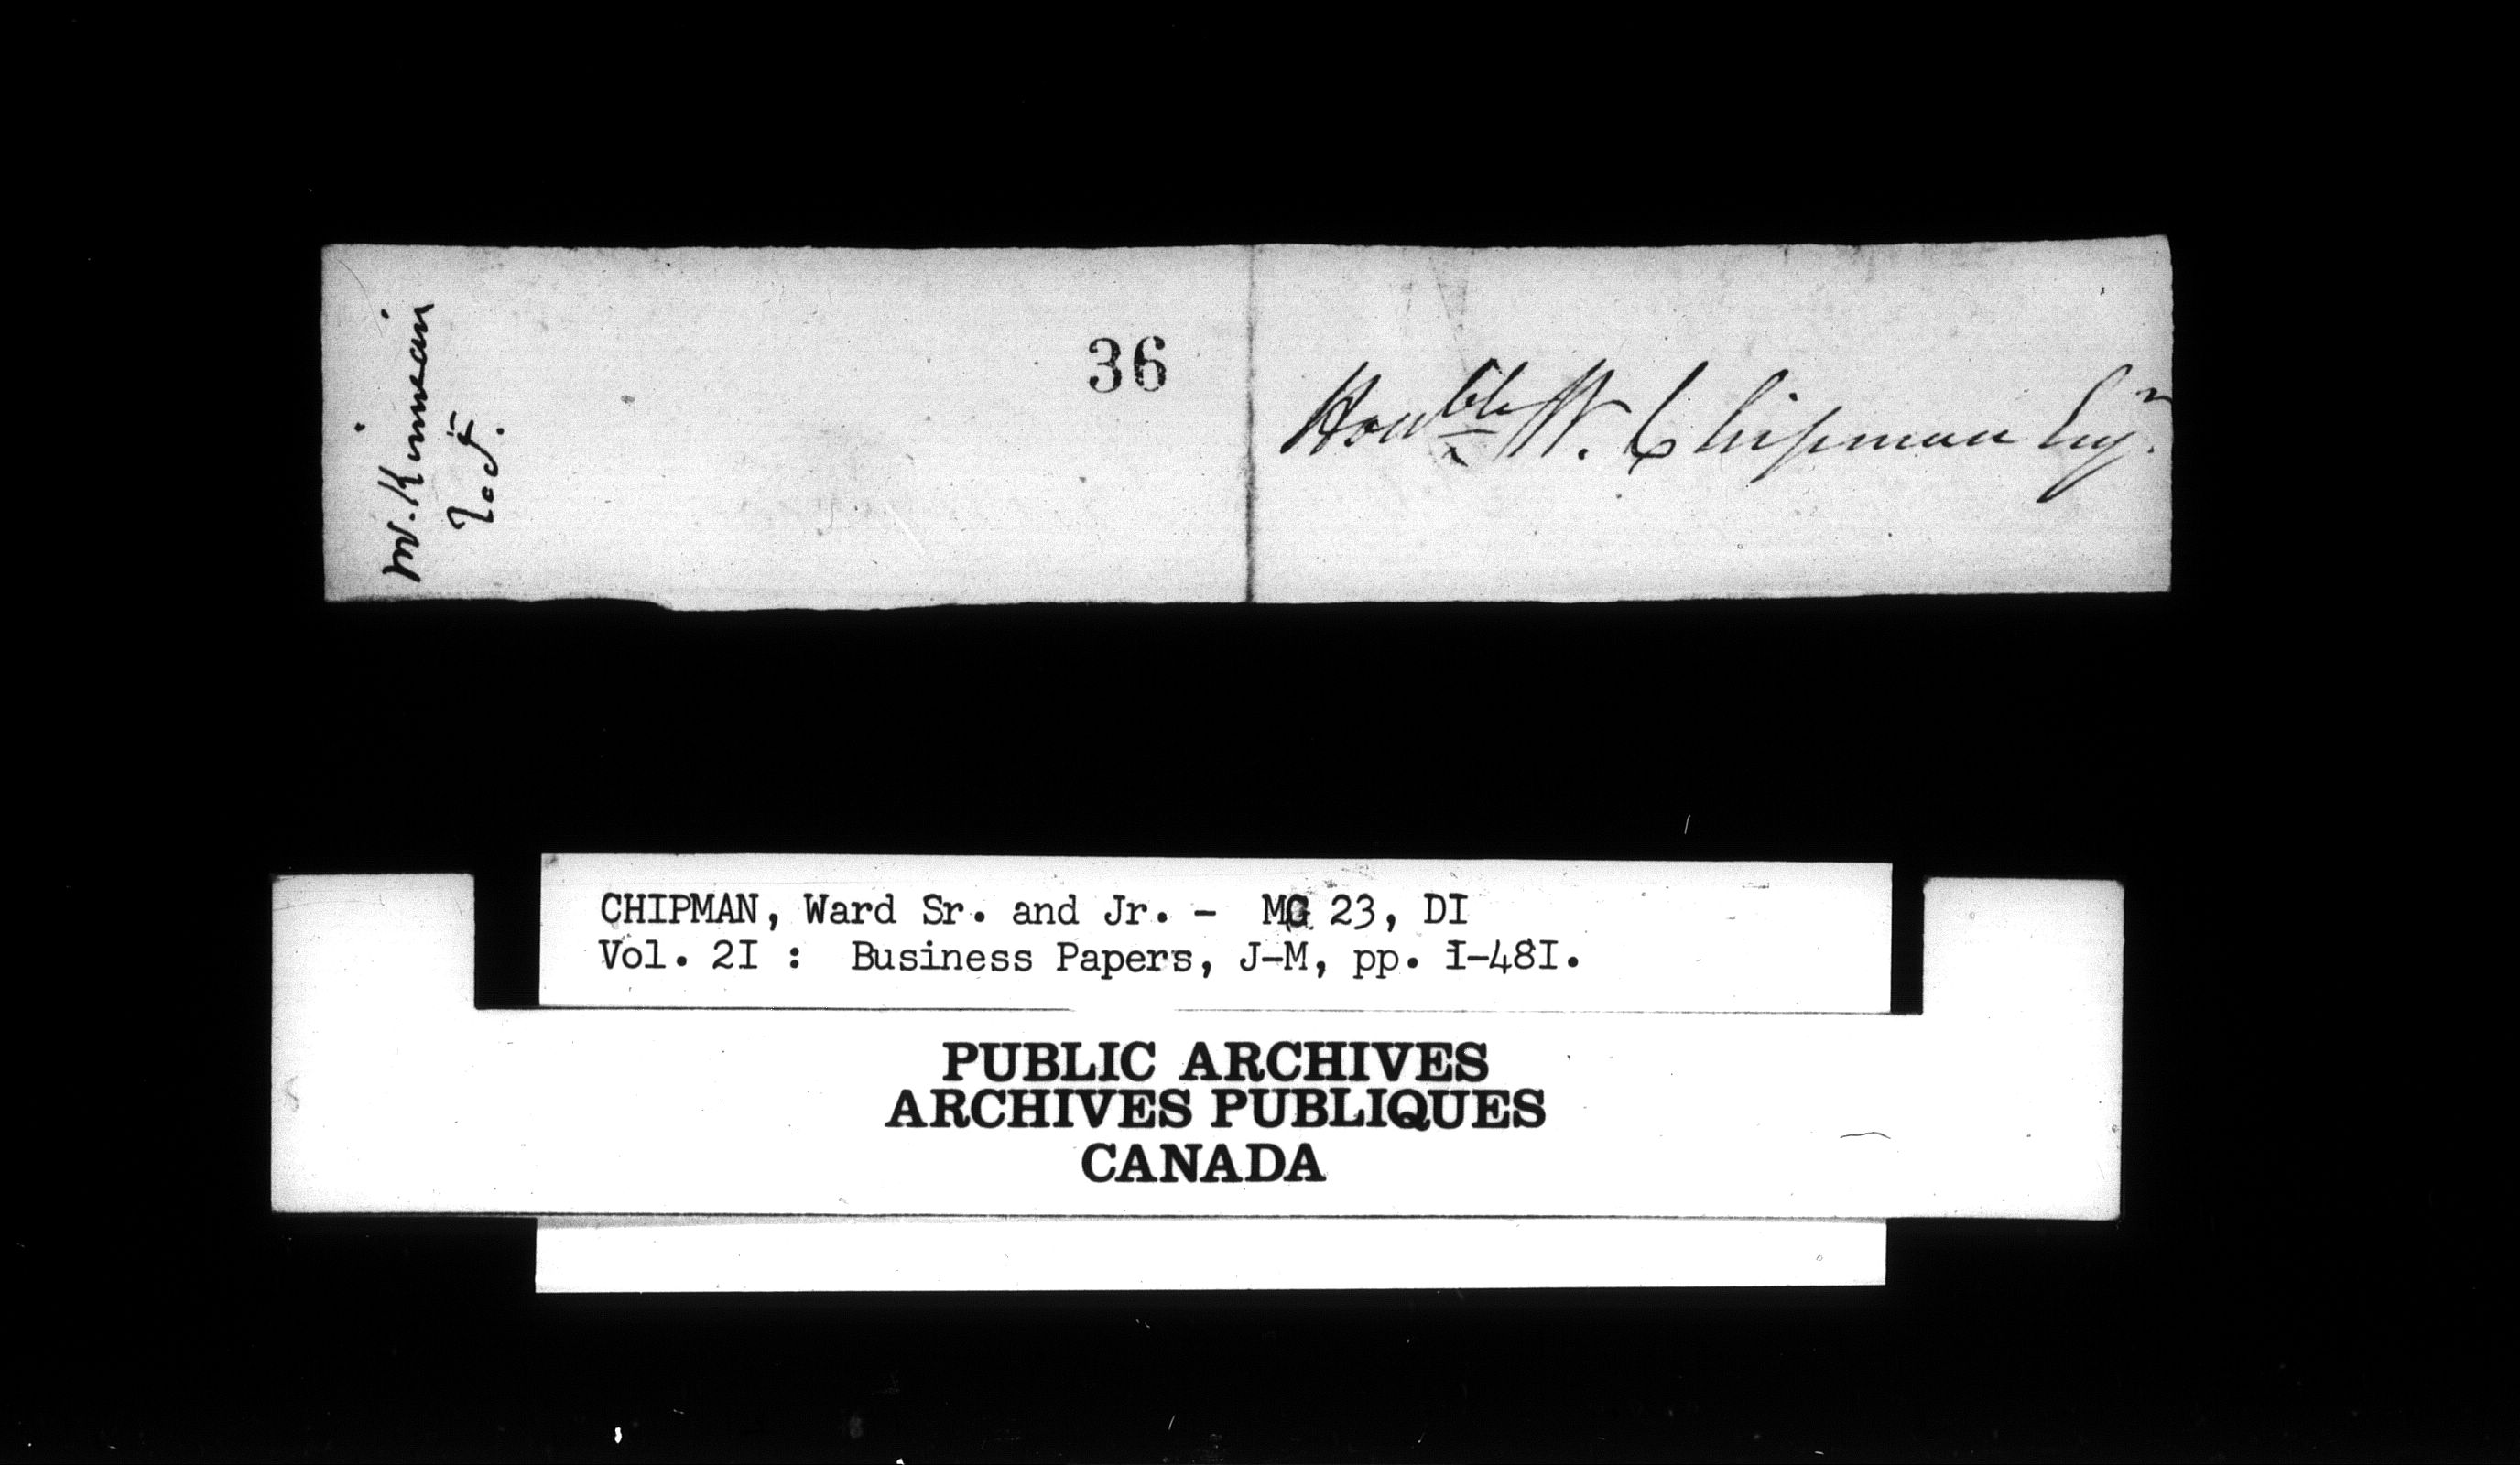 W. Kinnear
36
Honble W. Chipman Esqr
CHIPMAN, Ward Sr. and Jr. - MG 23, DI
Vol. 2I : Business Papers, J-M, pp. I-48I.
PUBLIC ARCHIVES
ARCHIVES PUBLIQUES
CANADA